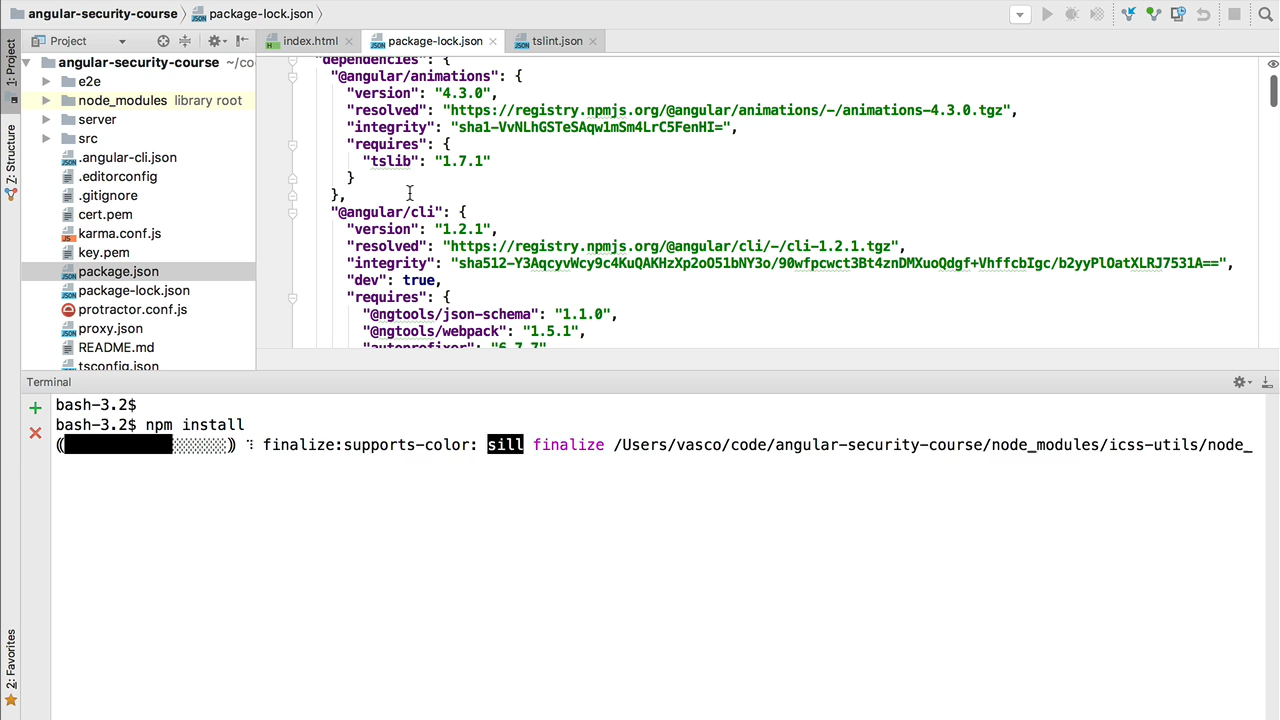 angular-security-course package-lock.json
Project
index.html
package-lock.json
tslint.json
1: Project
Z: Structure
2: Favorites
angular-security-course ~/co
e2e
node_modules library root
server
src
.angular-cli.json
.editorconfig
.gitignore
cert.pem
karma.conf.js
key.pem
package.json
package-lock.json
protractor.conf.js
proxy.json
README.md
tsconfig.json
"dependencies": {
"@angular/animations": {
"version": "4.3.0",
"resolved": "https://registry.npmjs.org/@angular/animations/-/animations-4.3.0.tgz",
"integrity": "sha1-VvNLhGSTeSAqw1mSm4LrC5FenHI=",
"requires": {
"tslib": "1.7.1"
}
},
"@angular/cli": {
"version": "1.2.1",
"resolved": "https://registry.npmjs.org/@angular/cli/-/cli-1.2.1.tgz",
"integrity": "sha512-Y3AqcyvWcy9c4KuQAKHzXp2oO51bNY3o/90wfpcwct3Bt4znDMXuoQdgf+VhffcbIgc/b2yyPlOatXLRJ7531A==",
"dev": true,
"requires": {
"@ngtools/json-schema": "1.1.0",
"@ngtools/webpack": "1.5.1",
"autoprefixer": "6.7.7",
Terminal
bash-3.2$
bash-3.2$ npm install
finalize:supports-color: sill finalize /Users/vasco/code/angular-security-course/node_modules/icss-utils/node_